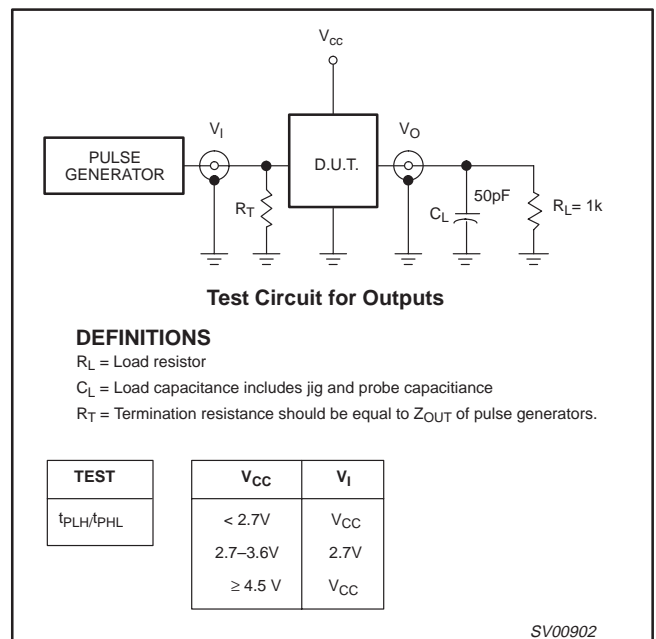 Vcc
VI
VO
PULSE
GENERATOR
D.U.T.
RT
50pF
CL
RL= 1k
Test Circuit for Outputs
DEFINITIONS
RL = Load resistor
CL = Load capacitance includes jig and probe capacitiance
RT = Termination resistance should be equal to ZOUT of pulse generators.
TEST
tPLH/tPHL
VCC VI
< 2.7V VCC
2.7–3.6V 2.7V
≥ 4.5 V VCC
SV00902